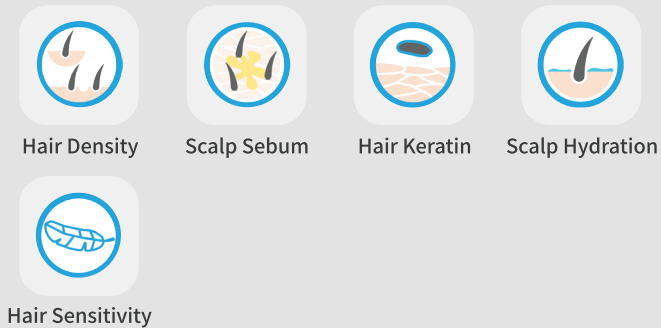 Hair Density
Scalp Sebum
Hair Keratin
Scalp Hydration
Hair Sensitivity